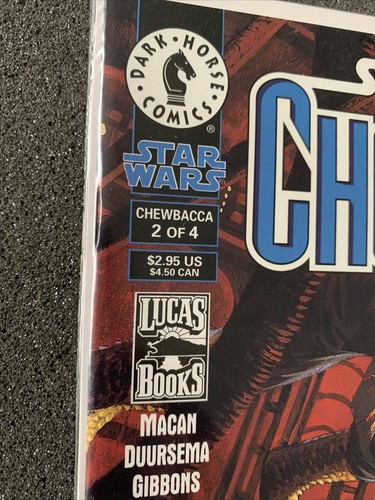 DARK HORSE COMICS
®
STAR WARS
CHEWBACCA
2 OF 4
$2.95 US
$4.50 CAN
LUCAS
BOOKS
MACAN
DUURSEMA
GIBBONS
S
CH